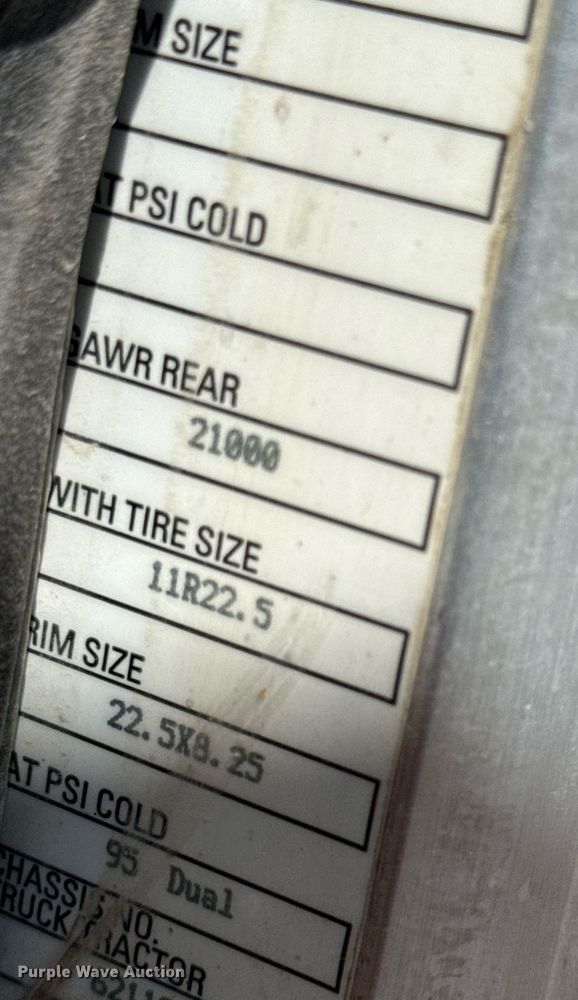 M SIZE
AT PSI COLD
GAWR REAR
21000
WITH TIRE SIZE
11R22.5
RIM SIZE
22.5X8.25
AT PSI COLD
95 Dual
CHASSIS NO.
TRUCK TRACTOR
Purple Wave Auction